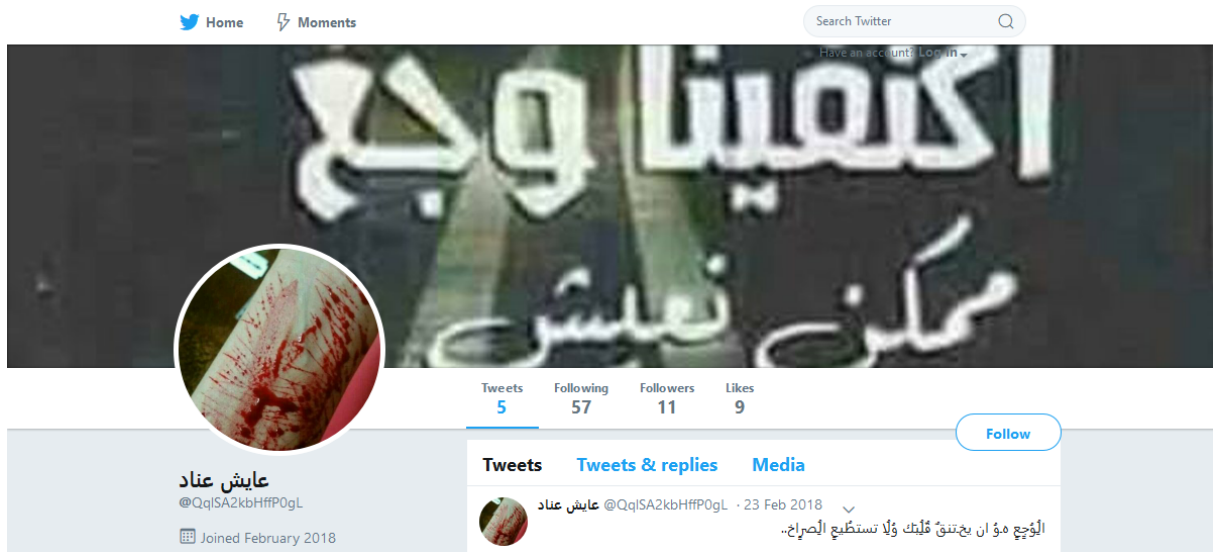 Home
Moments
Search Twitter
Have an account? Log in
اكتفينا وجع
ممكن نعيش
Tweets
5
Following
57
Followers
11
Likes
9
Follow
عايش عناد
@QqlSA2kbHffP0gL
Joined February 2018
Tweets
Tweets & replies
Media
عايش عناد @QqlSA2kbHffP0gL · 23 Feb 2018
ان يختنق قلبك ولا تستطيع الصراخ..